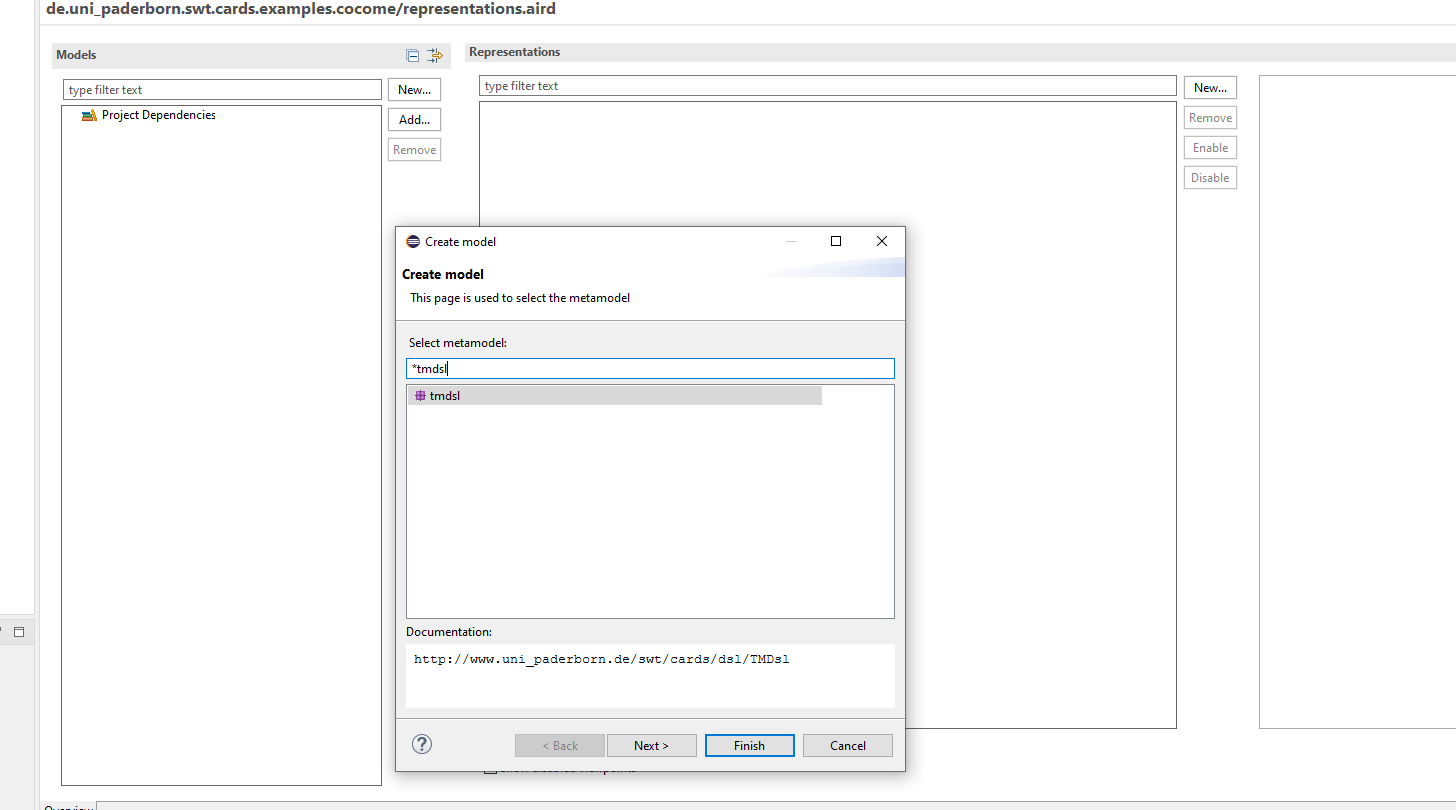 de.uni_paderborn.swt.cards.examples.cocome/representations.aird
Models
type filter text
New...
Project Dependencies
Add...
Remove
Representations
type filter text
New...
Remove
Enable
Disable
Create model
Create model
This page is used to select the metamodel
Select metamodel:
*tmdsl
tmdsl
Documentation:
http://www.uni_paderborn.de/swt/cards/dsl/TMDsl
?
< Back
Next >
Finish
Cancel
Overview